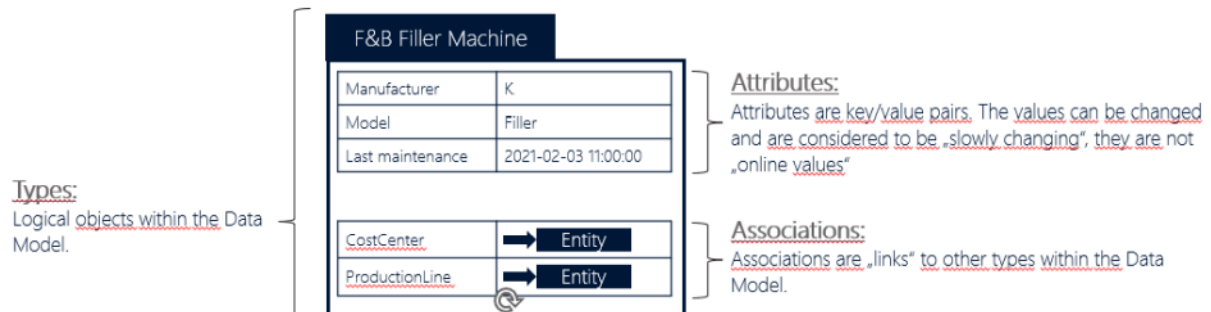 F&B Filler Machine
Manufacturer K
Model Filler
Last maintenance 2021-02-03 11:00:00
CostCenter Entity
ProductionLine Entity
Types:
Logical objects within the Data
Model.
Attributes:
Attributes are key/value pairs. The values can be changed
and are considered to be „slowly changing“, they are not
„online values“
Associations:
Associations are „links“ to other types within the Data
Model.